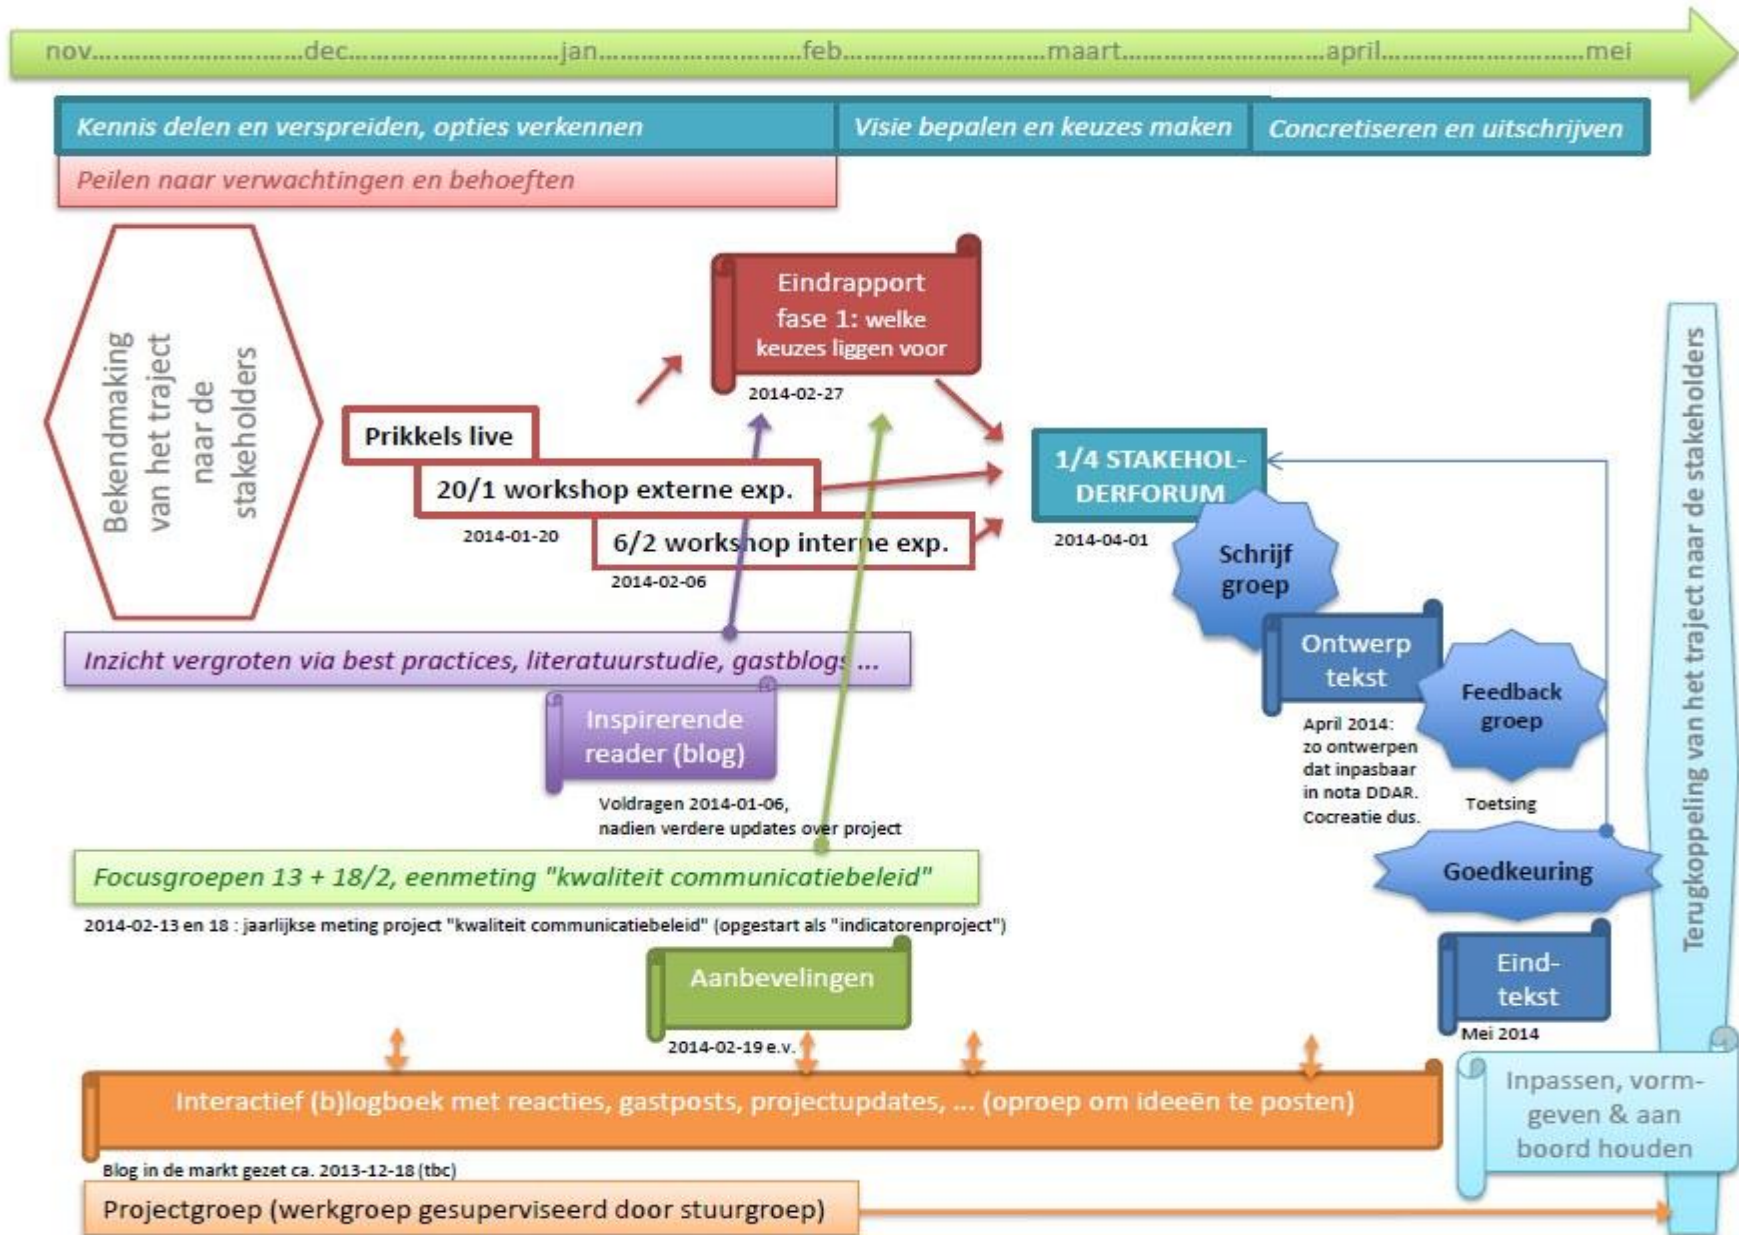 nov..............................dec.............................jan..............................feb............................maart............................april............................mei
Kennis delen en verspreiden, opties verkennen
Visie bepalen en keuzes maken
Concretiseren en uitschrijven
Peilen naar verwachtingen en behoeften
Bekendmaking
van het traject
naar de
stakeholders
Eindrapport
fase 1: welke
keuzes liggen voor
2014-02-27
Prikkels live
20/1 workshop externe exp.
2014-01-20
6/2 workshop interne exp.
2014-02-06
1/4 STAKEHOL-
DERFORUM
2014-04-01
Schrijf
groep
Ontwerp
tekst
April 2014:
zo ontwerpen
dat inpasbaar
in nota DDAR.
Cocreatie dus.
Feedback
groep
Toetsing
Goedkeuring
Eind-
tekst
Mei 2014
Terugkoppeling van het traject naar de stakeholders
Inzicht vergroten via best practices, literatuurstudie, gastblogs ...
Inspirerende
reader (blog)
Voldragen 2014-01-06,
nadien verdere updates over project
Focusgroepen 13 + 18/2, eenmeting "kwaliteit communicatiebeleid"
2014-02-13 en 18 : jaarlijkse meting project "kwaliteit communicatiebeleid" (opgestart als "indicatorenproject")
Aanbevelingen
2014-02-19 e.v.
Interactief (b)logboek met reacties, gastposts, projectupdates, ... (oproep om ideeën te posten)
Blog in de markt gezet ca. 2013-12-18 (tbc)
Inpassen, vorm-
geven & aan
boord houden
Projectgroep (werkgroep gesuperviseerd door stuurgroep)